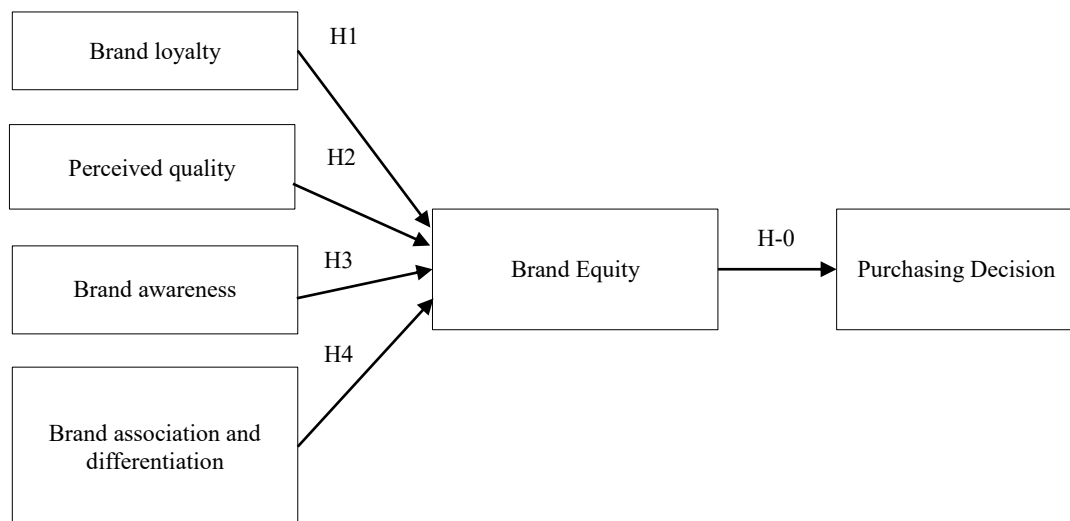 Brand loyalty
H1
Perceived quality
H2
Brand awareness
H3
Brand association and
differentiation
H4
Brand Equity
H-0
Purchasing Decision